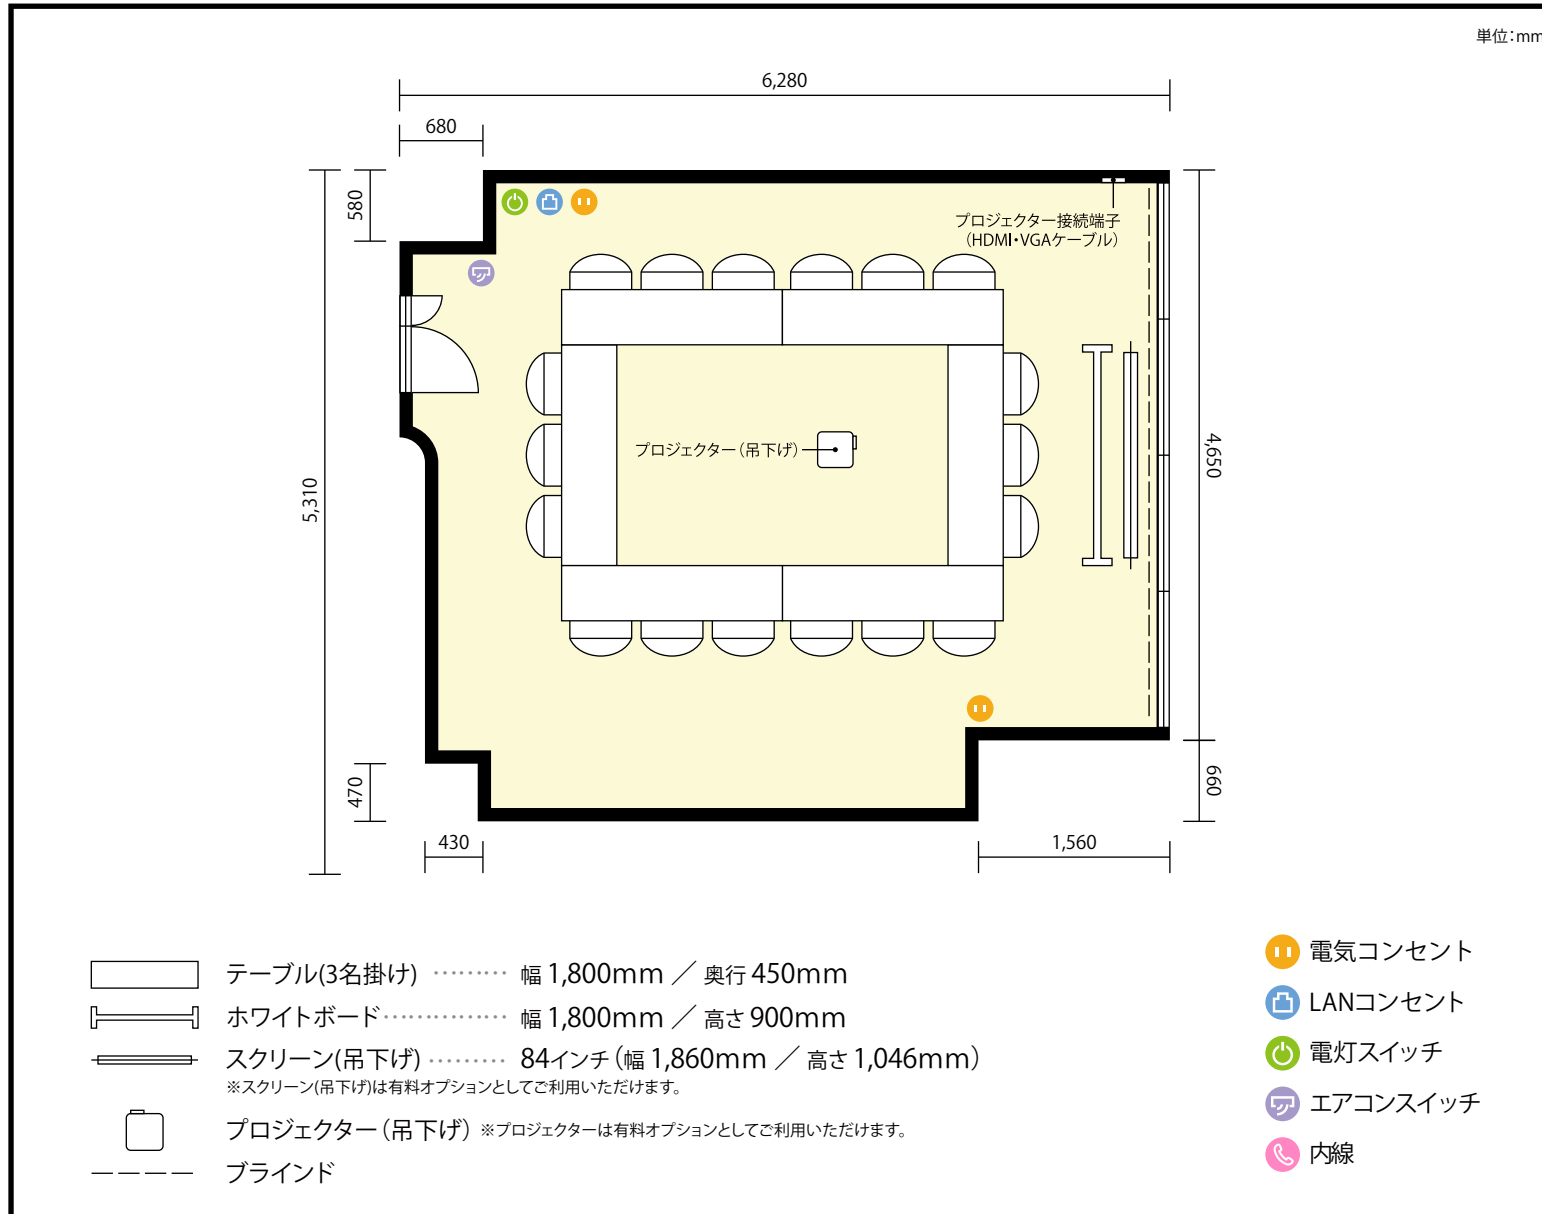 単位：mm
6,280
680
580
プロジェクター接続端子
（HDMI・VGAケーブル）
プロジェクター（吊下げ）
4,650
5,310
470
660
430
1,560
テーブル(3名掛け) ……… 幅 1,800mm ／ 奥行 450mm
ホワイトボード…………… 幅 1,800mm ／ 高さ 900mm
スクリーン(吊下げ) ……… 84インチ（幅 1,860mm ／ 高さ 1,046mm）
※スクリーン(吊下げ)は有料オプションとしてご利用いただけます。
プロジェクター（吊下げ） ※プロジェクターは有料オプションとしてご利用いただけます。
ブラインド
電気コンセント
LANコンセント
電灯スイッチ
エアコンスイッチ
内線